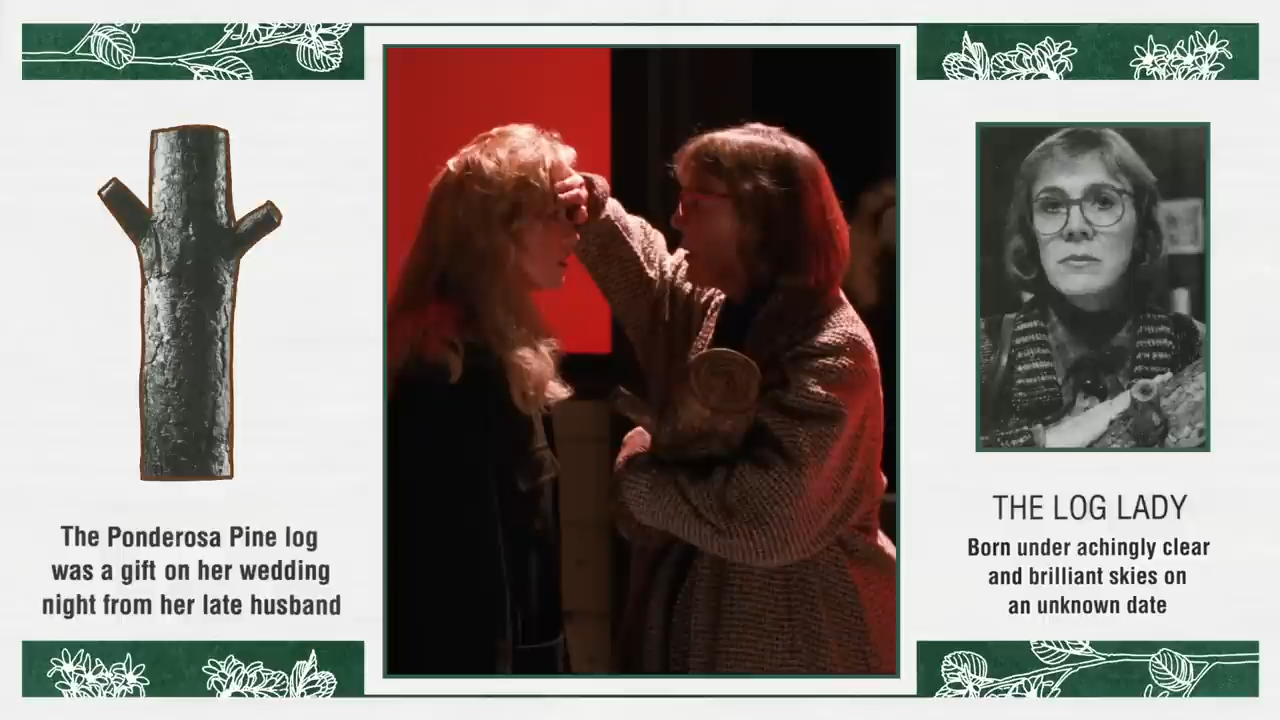 The Ponderosa Pine log
was a gift on her wedding
night from her late husband
THE LOG LADY
Born under achingly clear
and brilliant skies on
an unknown date